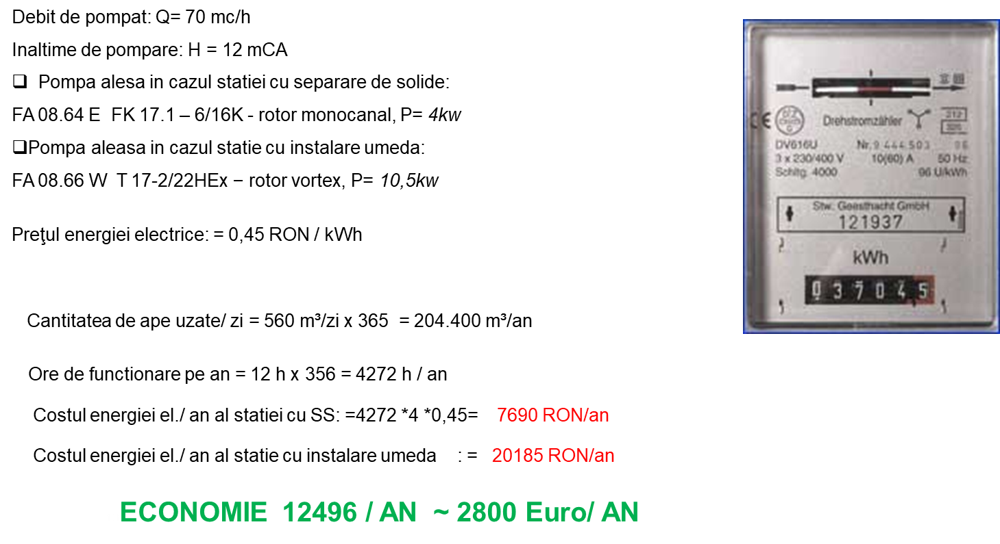 Debit de pompat: Q= 70 mc/h
Inaltime de pompare: H = 12 mCA
❑ Pompa alesa in cazul statiei cu separare de solide:
FA 08.64 E FK 17.1 – 6/16K - rotor monocanal, P= 4kw
❑Pompa aleasa in cazul statie cu instalare umeda:
FA 08.66 W T 17-2/22HEx – rotor vortex, P= 10,5kw
Preţul energiei electrice: = 0,45 RON / kWh
Cantitatea de ape uzate/ zi = 560 m³/zi x 365 = 204.400 m³/an
Ore de functionare pe an = 12 h x 356 = 4272 h / an
Costul energiei el./ an al statiei cu SS: =4272 *4 *0,45= 7690 RON/an
Costul energiei el./ an al statie cu instalare umeda : = 20185 RON/an
ECONOMIE 12496 / AN ~ 2800 Euro/ AN
CE
Drehstromzähler
DV616U Nr. 9 444 503 96
3 x 230/400 V 10(60) A 50 Hz
Schltg. 4000 96 U/kWh
Stw. Geesthacht GmbH
121937
kWh
0 3 7 0 4 5